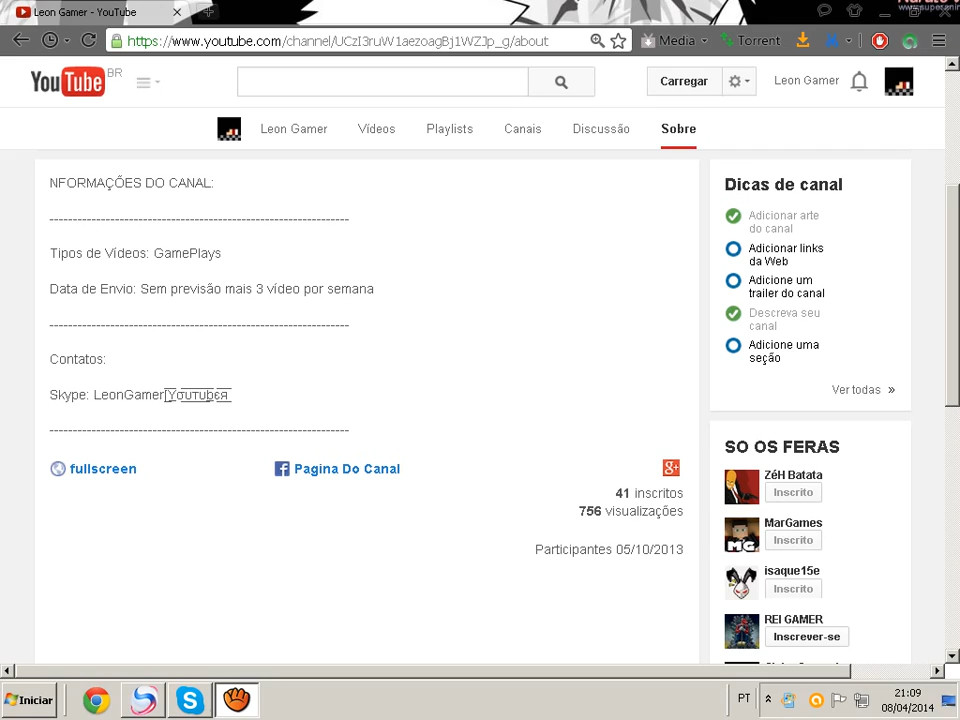 Leon Gamer - YouTube
https://www.youtube.com/channel/UCzI3ruW1aezoagBj1WZJp_g/about
Media
Torrent
YouTube BR
Carregar
Leon Gamer
Leon Gamer Vídeos Playlists Canais Discussão Sobre
NFORMAÇÕES DO CANAL:
-----------------------------------------------------------------
Tipos de Vídeos: GamePlays
Data de Envio: Sem previsão mais 3 vídeo por semana
-----------------------------------------------------------------
Contatos:
Skype: LeonGamer
-----------------------------------------------------------------
fullscreen
Pagina Do Canal
g+
41 inscritos
756 visualizações
Participantes 05/10/2013
Dicas de canal
Adicionar arte
do canal
Adicionar links
da Web
Adicione um
trailer do canal
Descreva seu
canal
Adicione uma
seção
Ver todas »
SO OS FERAS
ZéH Batata
Inscrito
MarGames
MG
Inscrito
isaque15e
Inscrito
REI GAMER
Inscrever-se
Iniciar
PT
21:09
08/04/2014